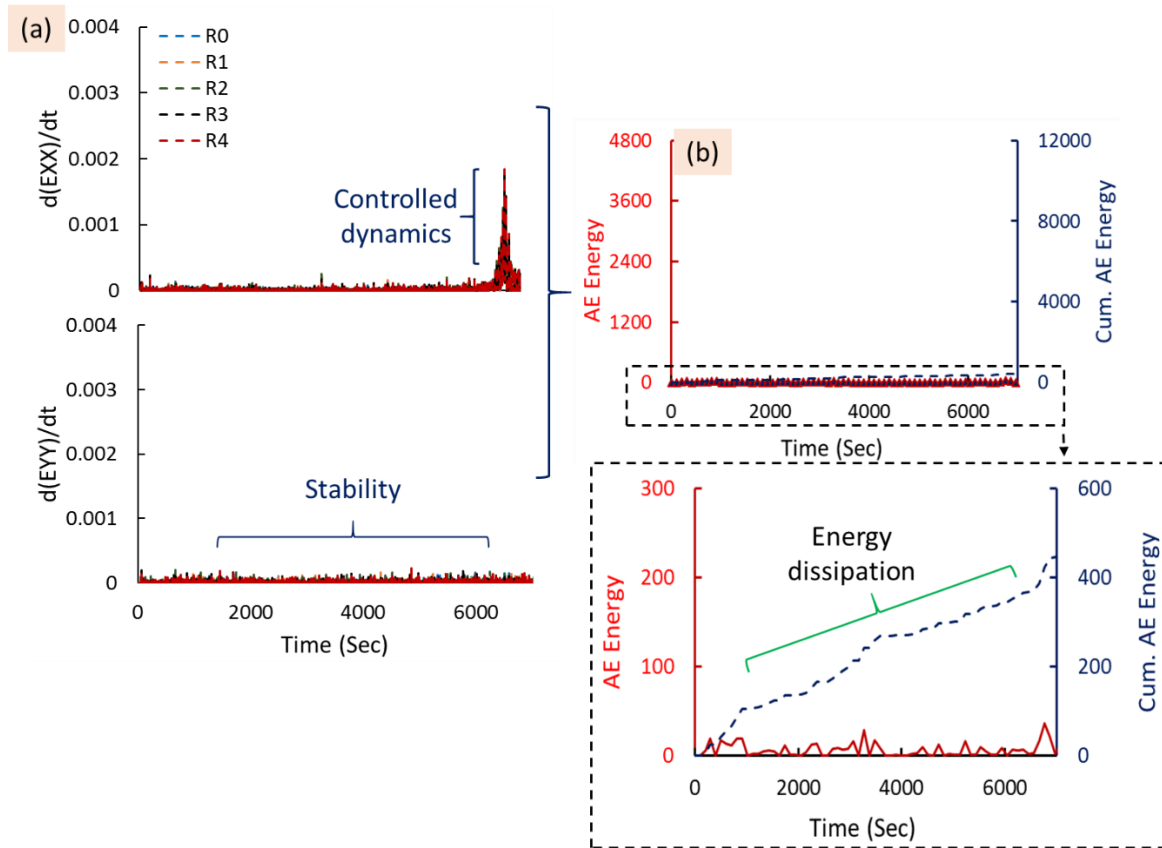 (a)
0.004
0.003
0.002
0.001
0
d(EXX)/dt
R0
R1
R2
R3
R4
Controlled
dynamics
0.004
0.003
0.002
0.001
0
d(EYY)/dt
Stability
0
2000
4000
6000
Time (Sec)
(b)
4800
3600
2400
1200
0
AE Energy
12000
8000
4000
0
Cum. AE Energy
0
2000
4000
6000
Time (Sec)
300
200
100
0
AE Energy
Energy
dissipation
600
400
200
0
Cum. AE Energy
0
2000
4000
6000
Time (Sec)